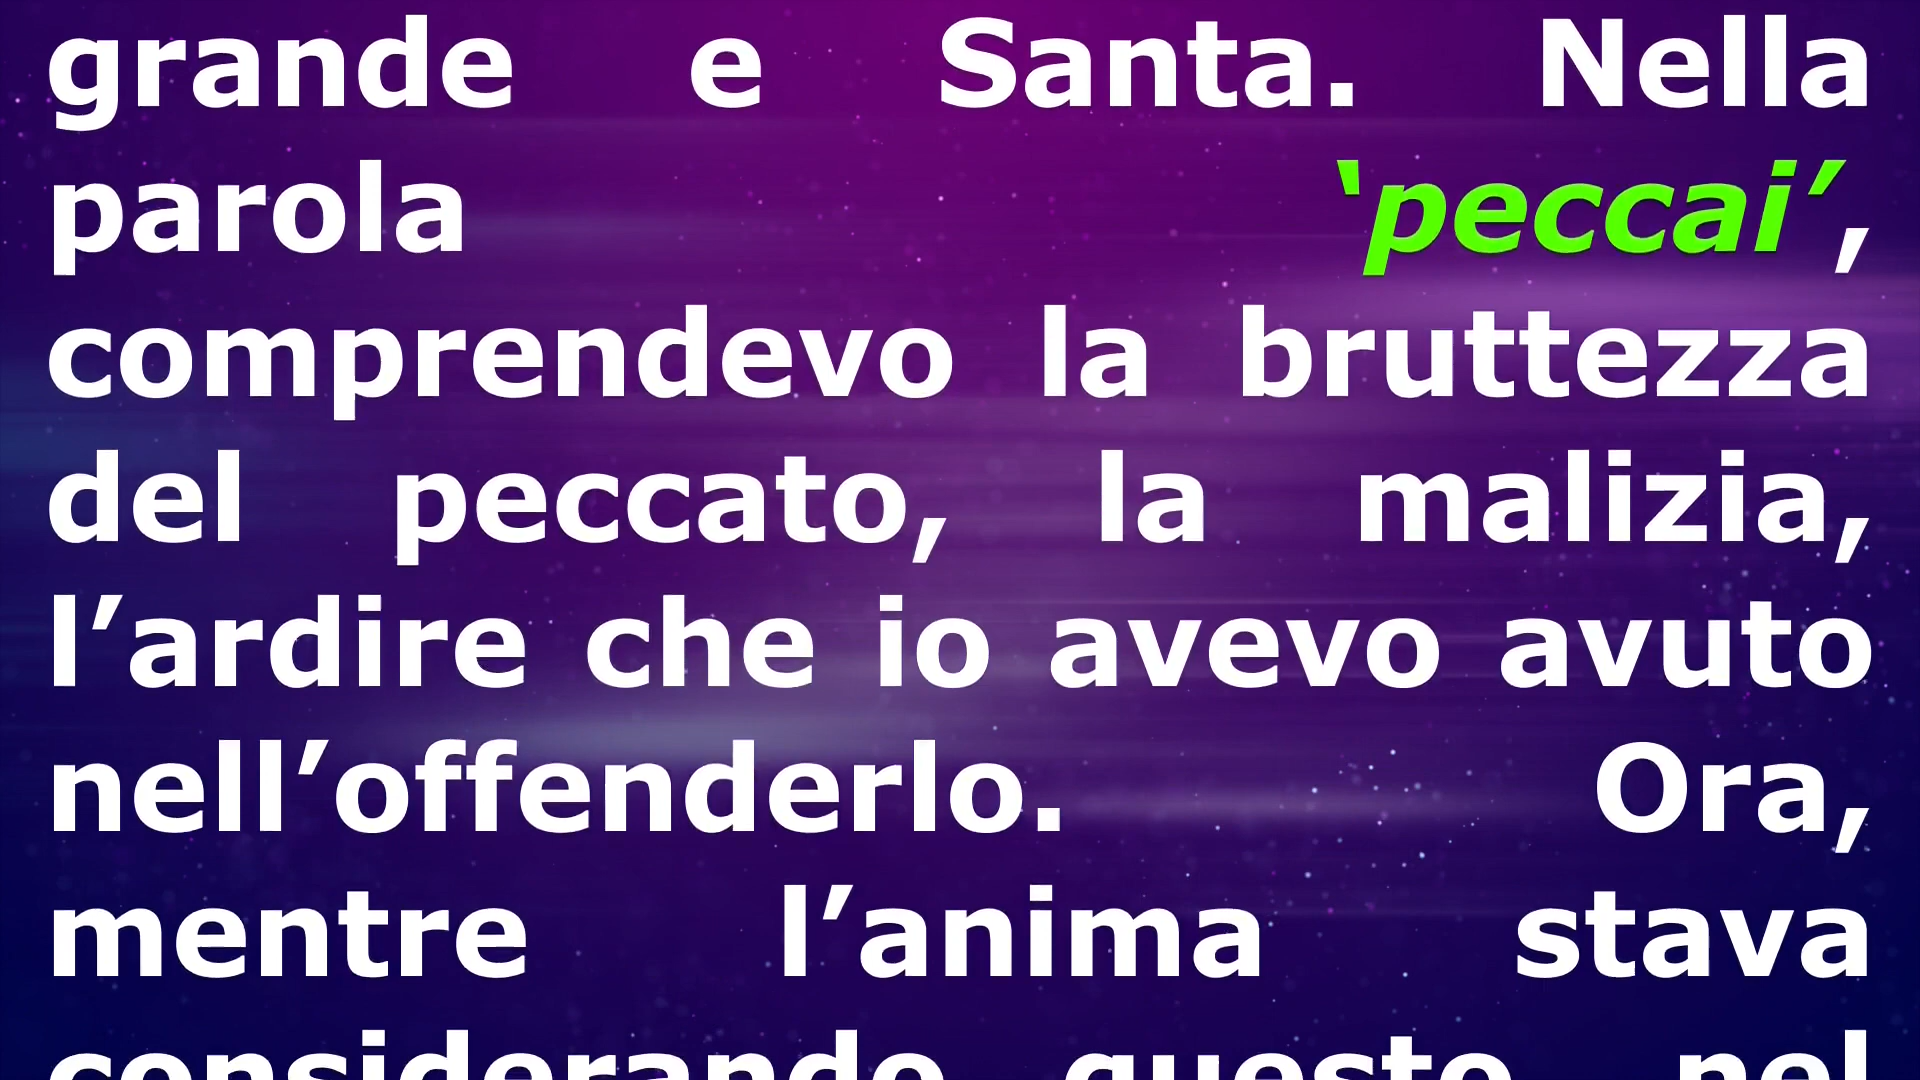 grande e Santa. Nella
parola ‘peccai’,
comprendevo la bruttezza
del peccato, la malizia,
l’ardire che io avevo avuto
nell’offenderlo. Ora,
mentre l’anima stava
considerando questo, nel